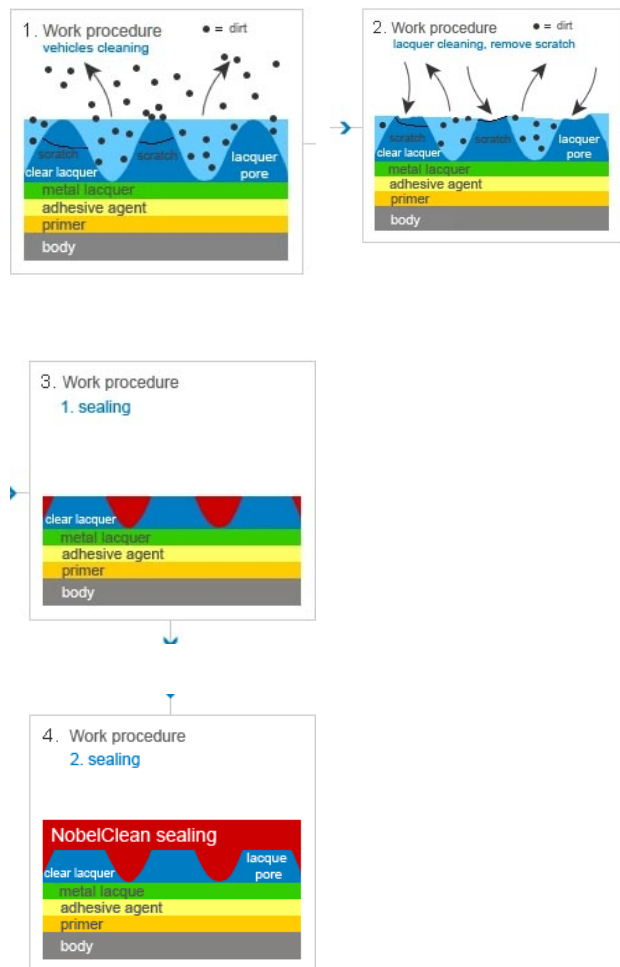 1. Work procedure
• = dirt
vehicles cleaning
scratch
scratch
clear lacquer
lacquer
pore
metal lacquer
adhesive agent
primer
body
2. Work procedure
• = dirt
lacquer cleaning, remove scratch
scratch
scratch
clear lacquer
lacquer
pore
metal lacquer
adhesive agent
primer
body
3. Work procedure
1. sealing
clear lacquer
metal lacquer
adhesive agent
primer
body
4. Work procedure
2. sealing
NobelClean sealing
clear lacquer
lacque
pore
metal lacque
adhesive agent
primer
body